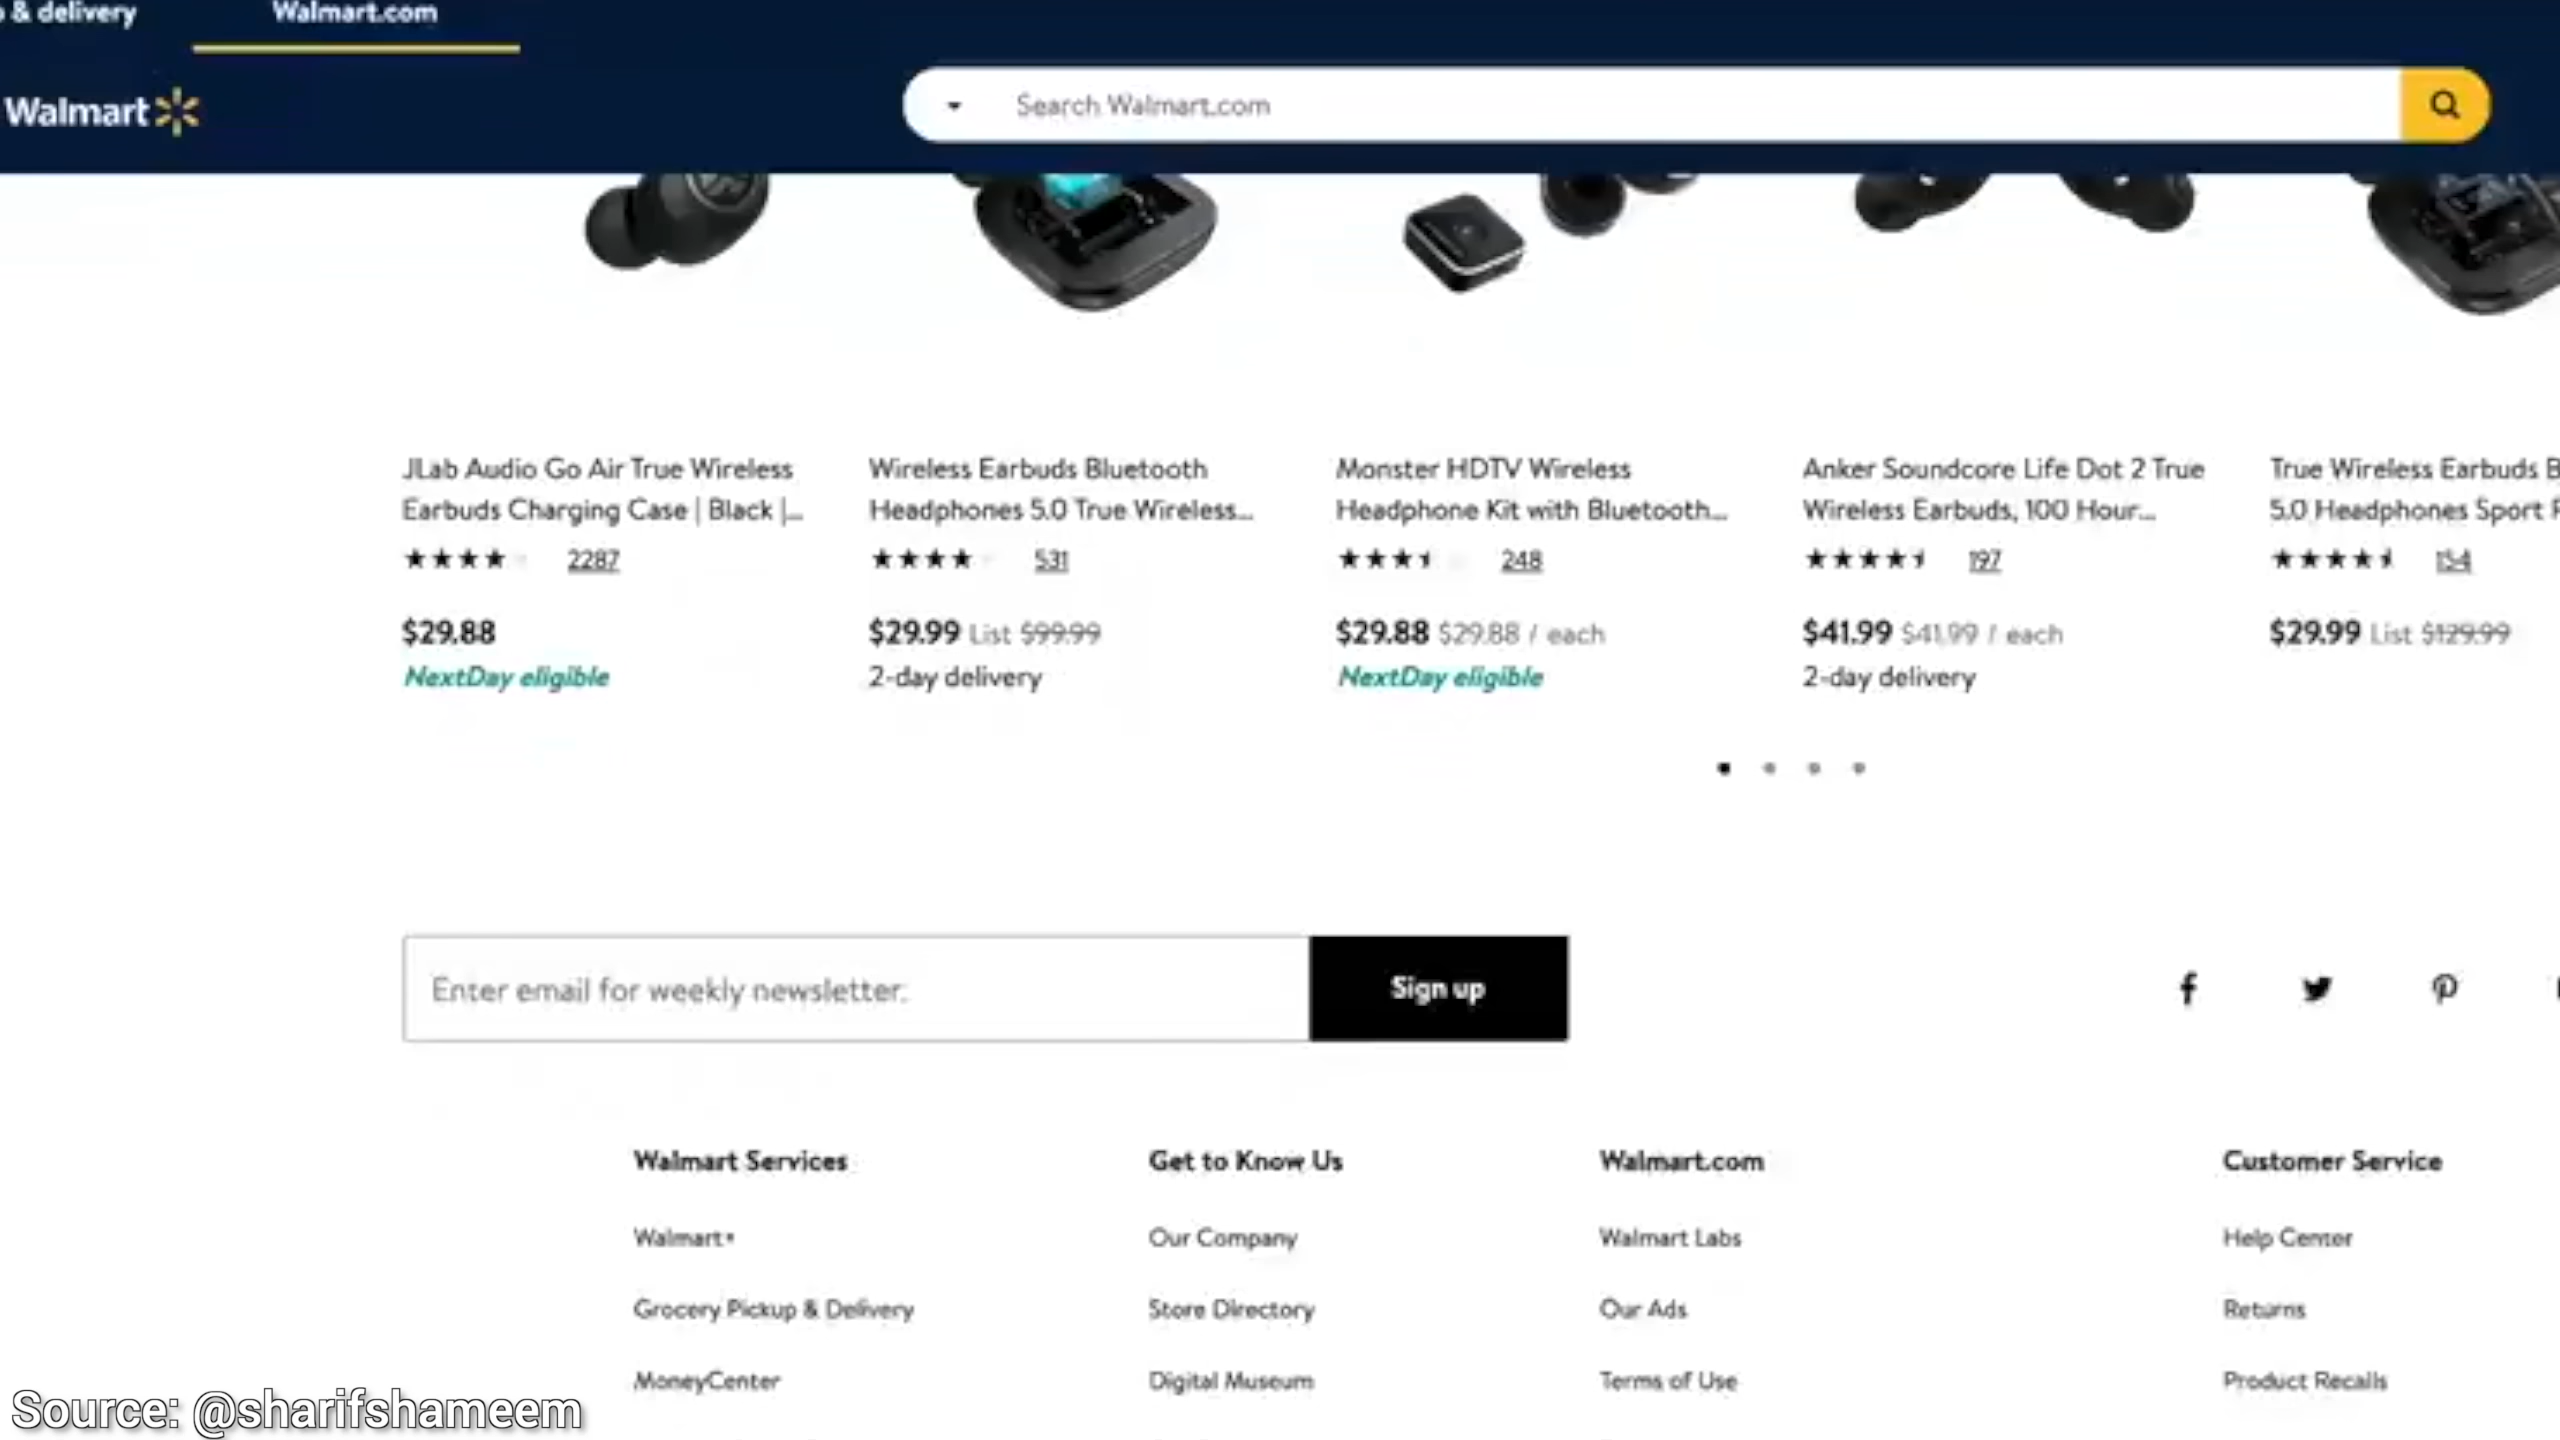 & delivery
Walmart.com
Walmart
Search Walmart.com
JLab Audio Go Air True Wireless
Earbuds Charging Case | Black |...
2287
$29.88
NextDay eligible
Wireless Earbuds Bluetooth
Headphones 5.0 True Wireless...
531
$29.99 List $99.99
2-day delivery
Monster HDTV Wireless
Headphone Kit with Bluetooth...
248
$29.88 $29.88 / each
NextDay eligible
Anker Soundcore Life Dot 2 True
Wireless Earbuds, 100 Hour...
197
$41.99 $41.99 / each
2-day delivery
True Wireless Earbuds
5.0 Headphones Sport
154
$29.99 List $129.99
Enter email for weekly newsletter.
Sign up
Walmart Services
Walmart+
Grocery Pickup & Delivery
MoneyCenter
Get to Know Us
Our Company
Store Directory
Digital Museum
Walmart.com
Walmart Labs
Our Ads
Terms of Use
Customer Service
Help Center
Returns
Product Recalls
Source: @sharifshameem